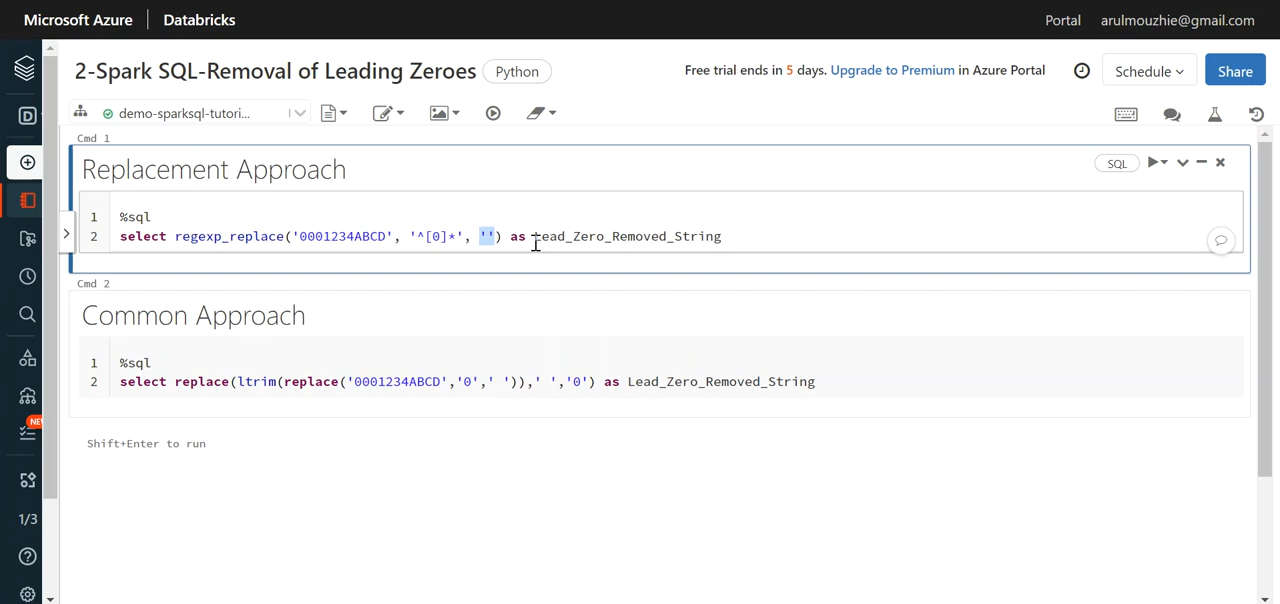 Microsoft Azure | Databricks
Portal arulmouzhie@gmail.com
2-Spark SQL-Removal of Leading Zeroes Python
Free trial ends in 5 days. Upgrade to Premium in Azure Portal
Schedule Share
D
demo-sparksql-tutori...
Cmd 1
Replacement Approach
SQL
1 %sql
2 select regexp_replace('0001234ABCD', '^[0]*', '') as Lead_Zero_Removed_String
Cmd 2
Common Approach
1 %sql
2 select replace(ltrim(replace('0001234ABCD','0',' ')),' ','0') as Lead_Zero_Removed_String
Shift+Enter to run
NEW
1/3